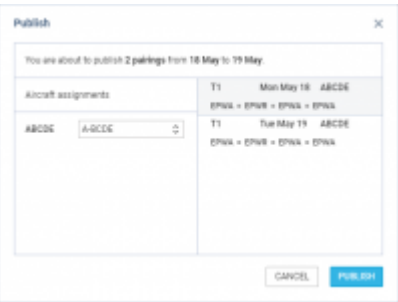 Publish
You are about to publish 2 pairings from 18 May to 19 May.
Aircraft assignments
ABCDE A-BCDE
T1 Mon May 18 ABCDE
EPWA - EPWR - EPWA - EPWA
T1 Tue May 19 ABCDE
EPWA - EPWR - EPWA - EPWA
CANCEL PUBLISH